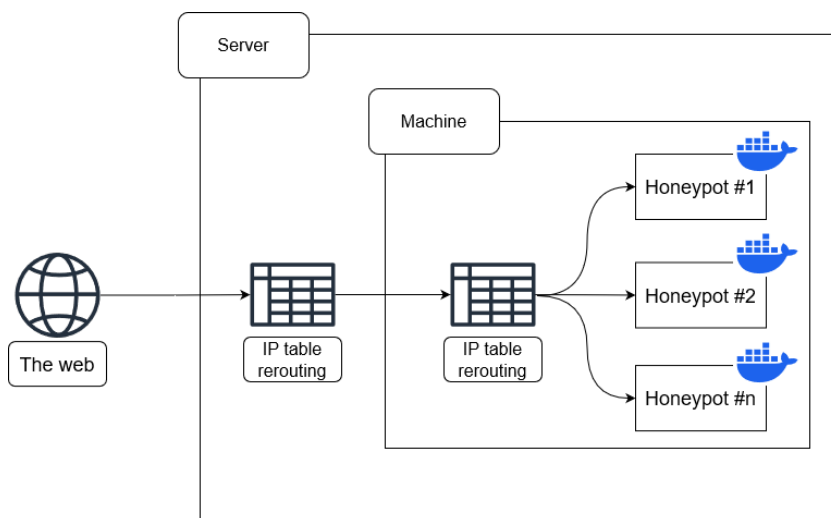 Server
Machine
Honeypot #1
Honeypot #2
Honeypot #n
The web
IP table
rerouting
IP table
rerouting